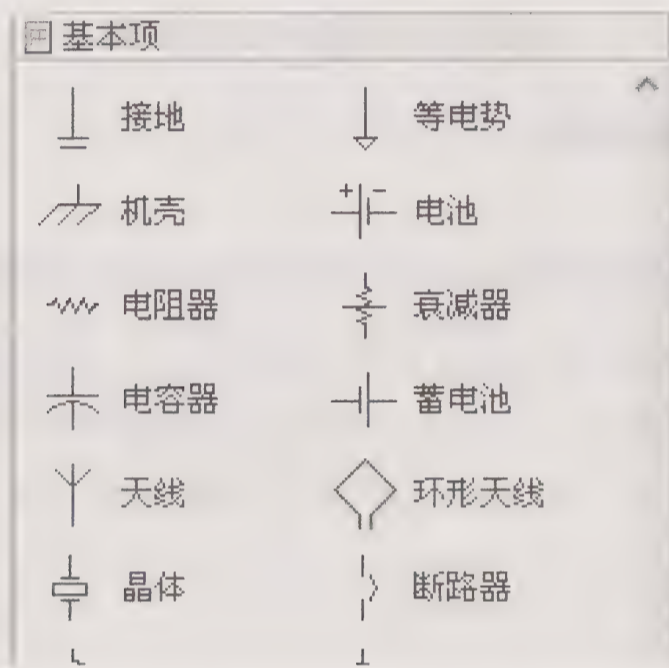 基本项
接地 等电势
机壳 电池
电阻器 衰减器
电容器 蓄电池
天线 环形天线
晶体 断路器